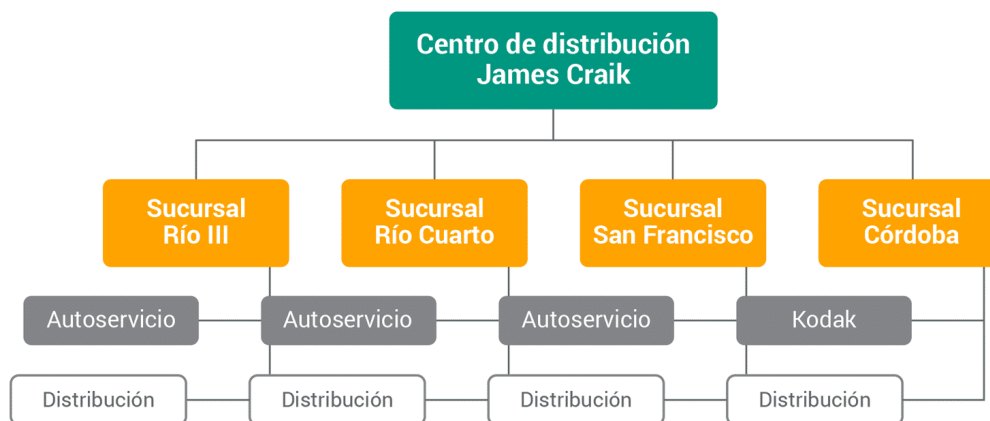 Centro de distribución
James Craik
Sucursal
Río III
Sucursal
Río Cuarto
Sucursal
San Francisco
Sucursal
Córdoba
Autoservicio
Autoservicio
Autoservicio
Kodak
Distribución
Distribución
Distribución
Distribución